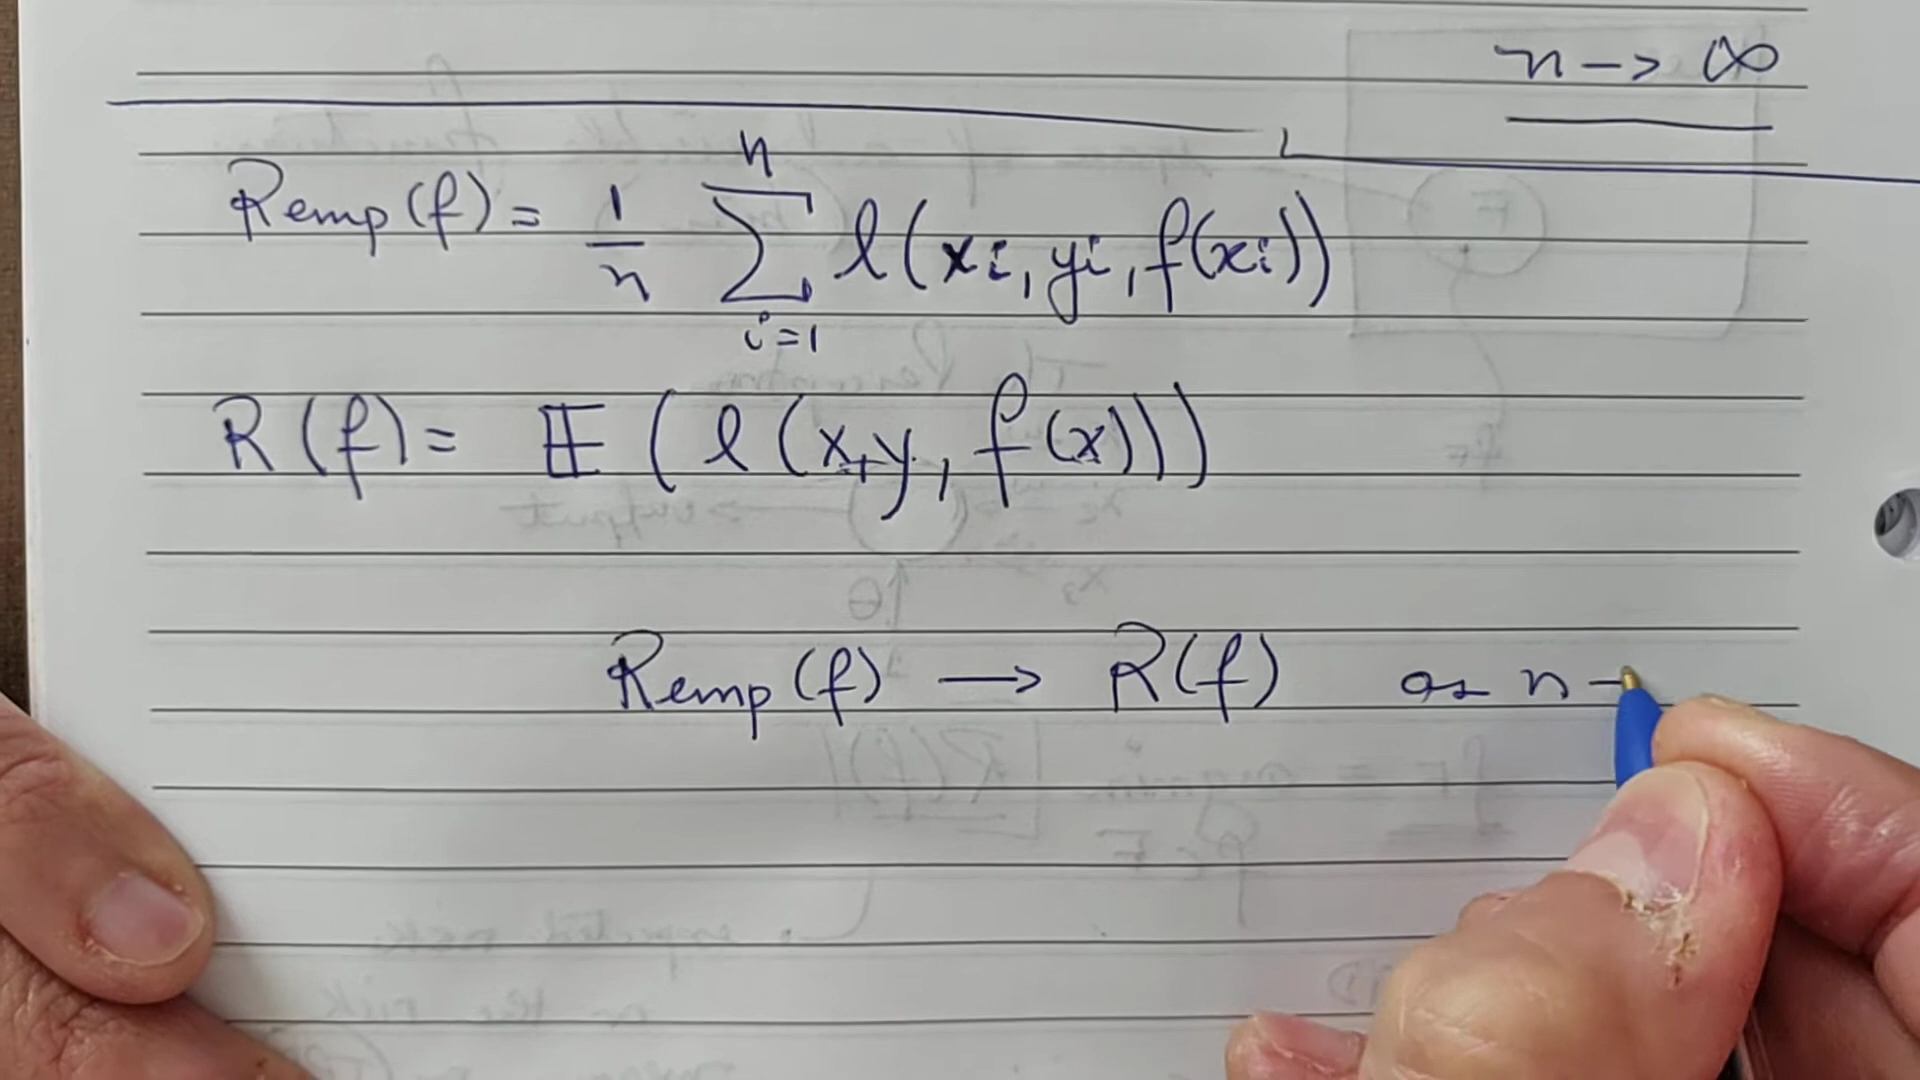 n → ∞
Remp(f) = 1/n ∑_{i=1}^{n} l(xi, yi, f(xi))
R(f) = 𝔼(l(x,y, f(x)))
Remp(f) → R(f) as n –